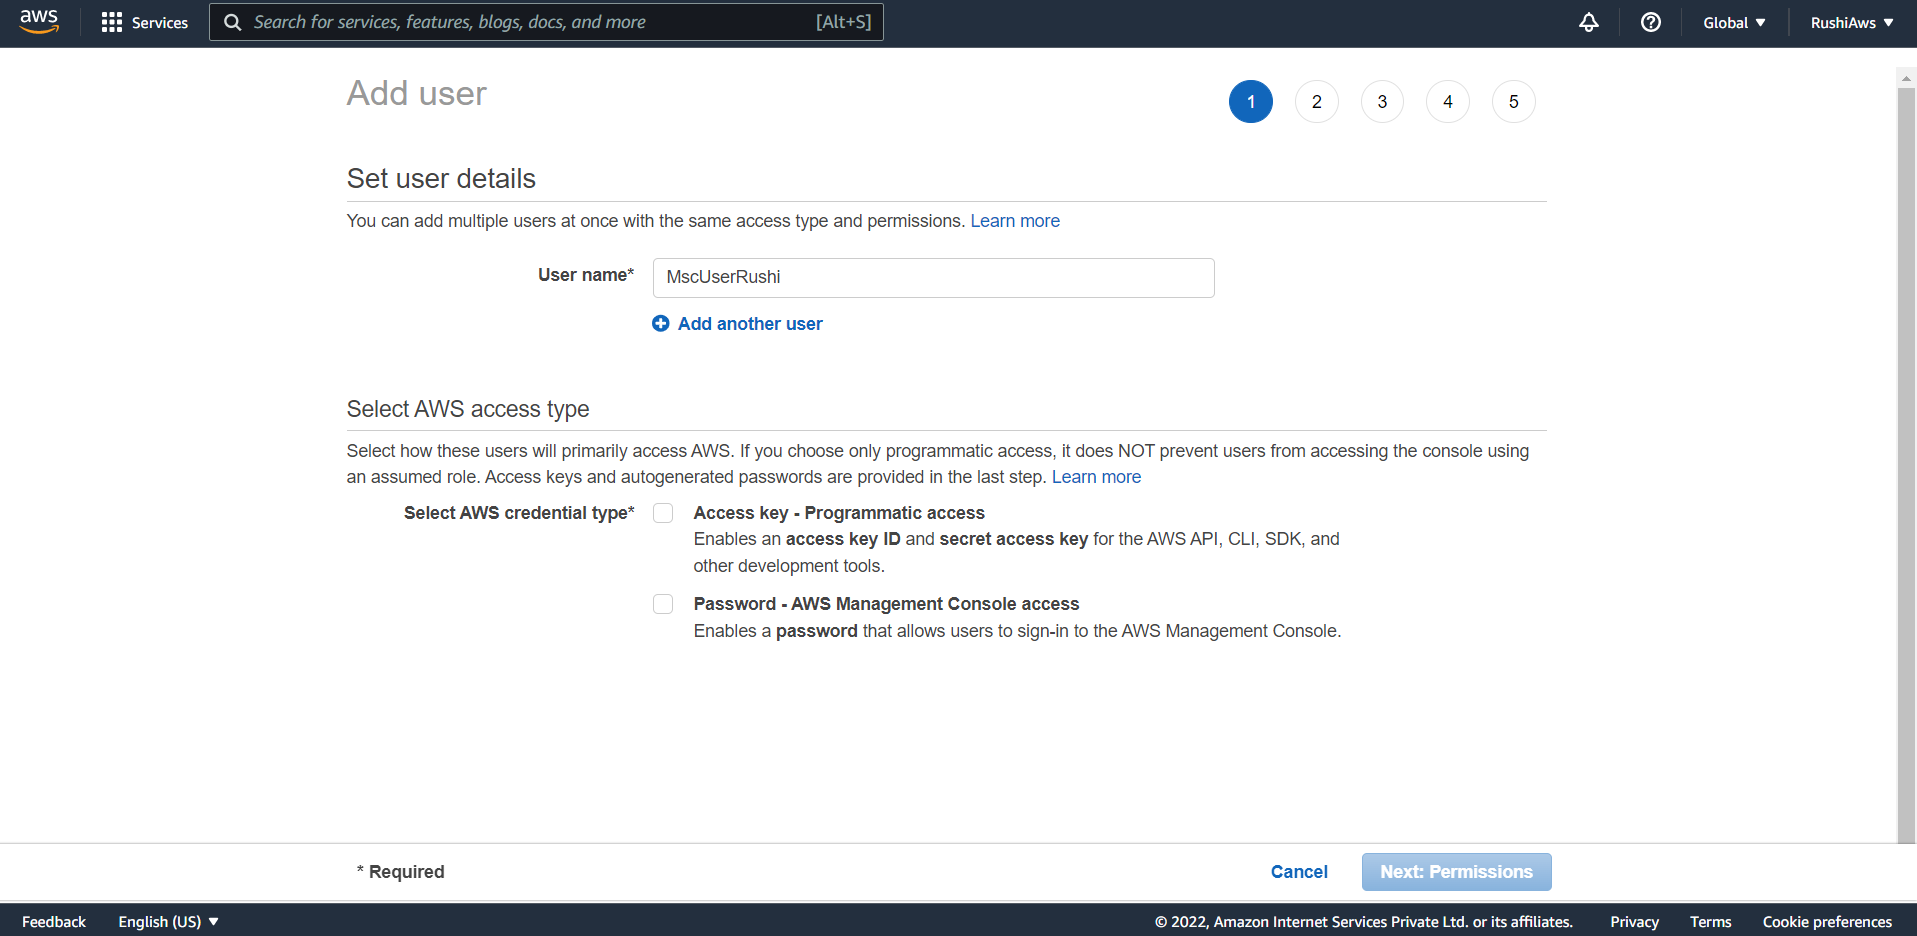 aws
Services
Search for services, features, blogs, docs, and more [Alt+S]
Global
RushiAws
Add user
1 2 3 4 5
Set user details
You can add multiple users at once with the same access type and permissions. Learn more
User name* MscUserRushi
Add another user
Select AWS access type
Select how these users will primarily access AWS. If you choose only programmatic access, it does NOT prevent users from accessing the console using
an assumed role. Access keys and autogenerated passwords are provided in the last step. Learn more
Select AWS credential type* Access key - Programmatic access
Enables an access key ID and secret access key for the AWS API, CLI, SDK, and
other development tools.
Password - AWS Management Console access
Enables a password that allows users to sign-in to the AWS Management Console.
* Required
Cancel
Next: Permissions
Feedback
English (US)
© 2022, Amazon Internet Services Private Ltd. or its affiliates.
Privacy
Terms
Cookie preferences